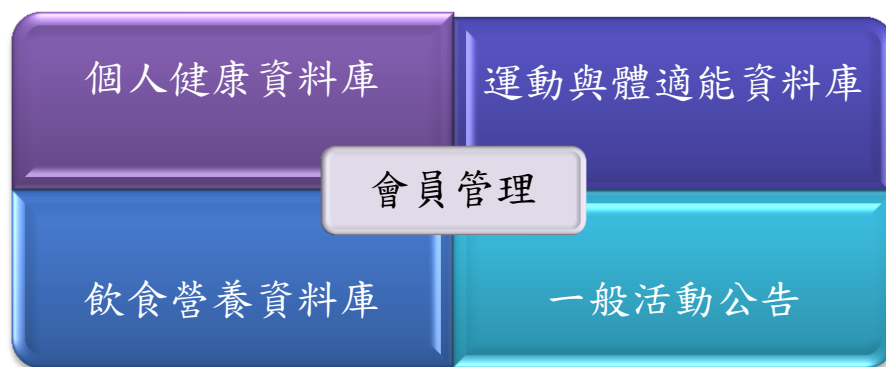 個人健康資料庫
運動與體適能資料庫
會員管理
飲食營養資料庫
一般活動公告